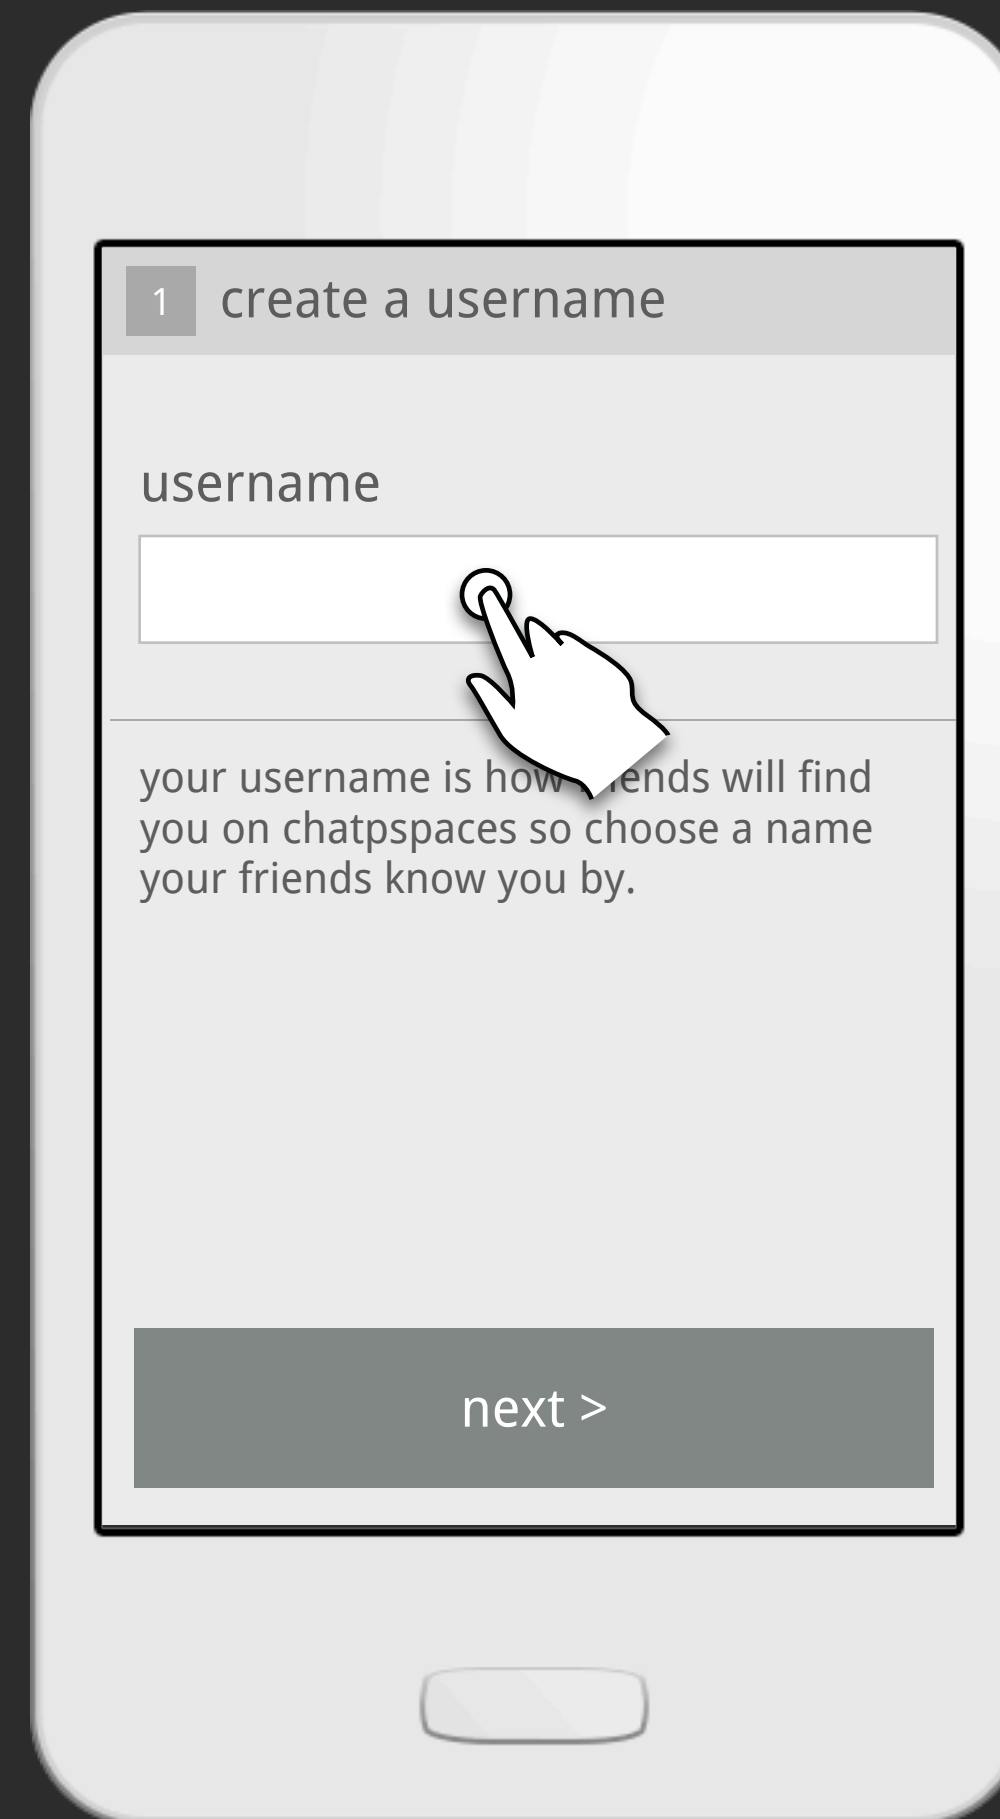 1 create a username
username
your username is how ends will find
you on chatpspaces so choose a name
your friends know you by.
next >